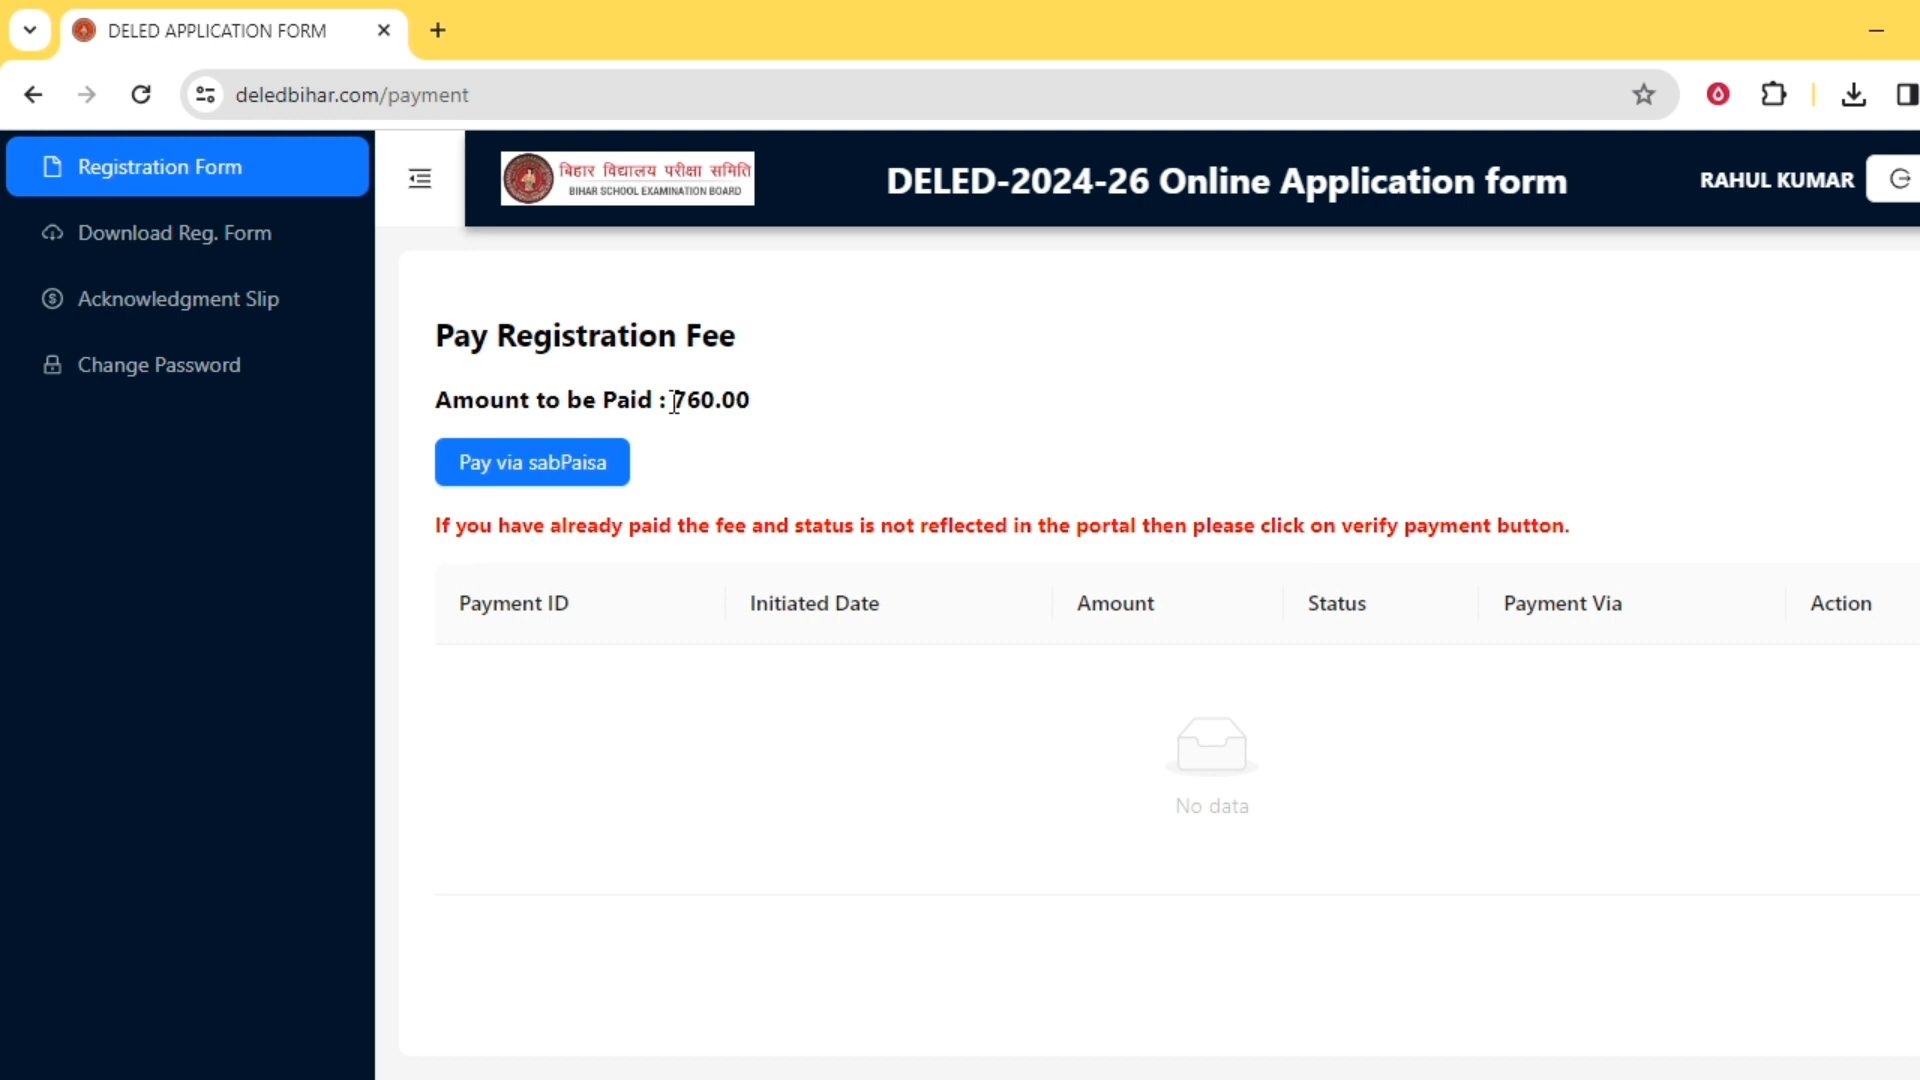 DELED APPLICATION FORM
deledbihar.com/payment
Registration Form
Download Reg. Form
Acknowledgment Slip
Change Password
बिहार विद्यालय परीक्षा समिति
BIHAR SCHOOL EXAMINATION BOARD
DELED-2024-26 Online Application form
RAHUL KUMAR
Pay Registration Fee
Amount to be Paid : 760.00
Pay via sabPaisa
If you have already paid the fee and status is not reflected in the portal then please click on verify payment button.
Payment ID Initiated Date Amount Status Payment Via Action
No data